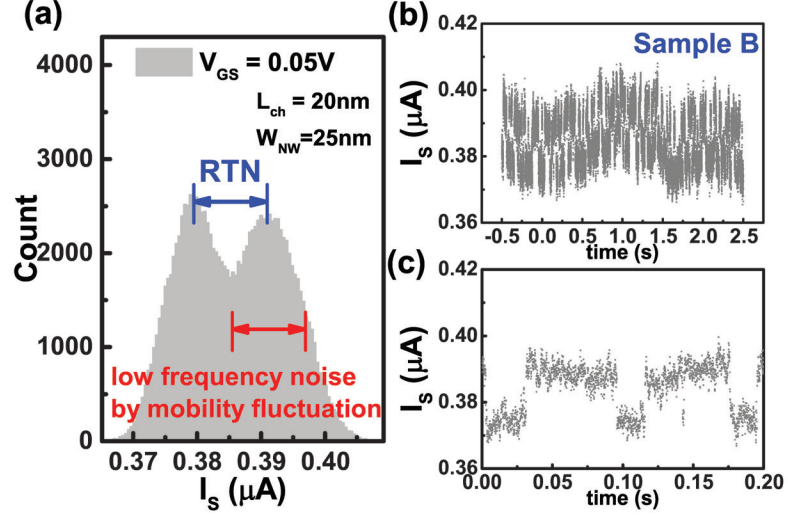 (a)
4300
V_GS = 0.05V
L_ch = 20nm
W_NW=25nm
RTN
low frequency noise
by mobility fluctuation
4000
3000
2000
1000
0
Count
0.37 0.38 0.39 0.40
I_S (μA)
(b)
Sample B
0.42
0.40
0.38
0.36
I_S (μA)
-0.5 0.0 0.5 1.0 1.5 2.0 2.5
time (s)
(c)
0.42
0.40
0.38
0.36
I_S (μA)
0.00 0.05 0.10 0.15 0.20
time (s)